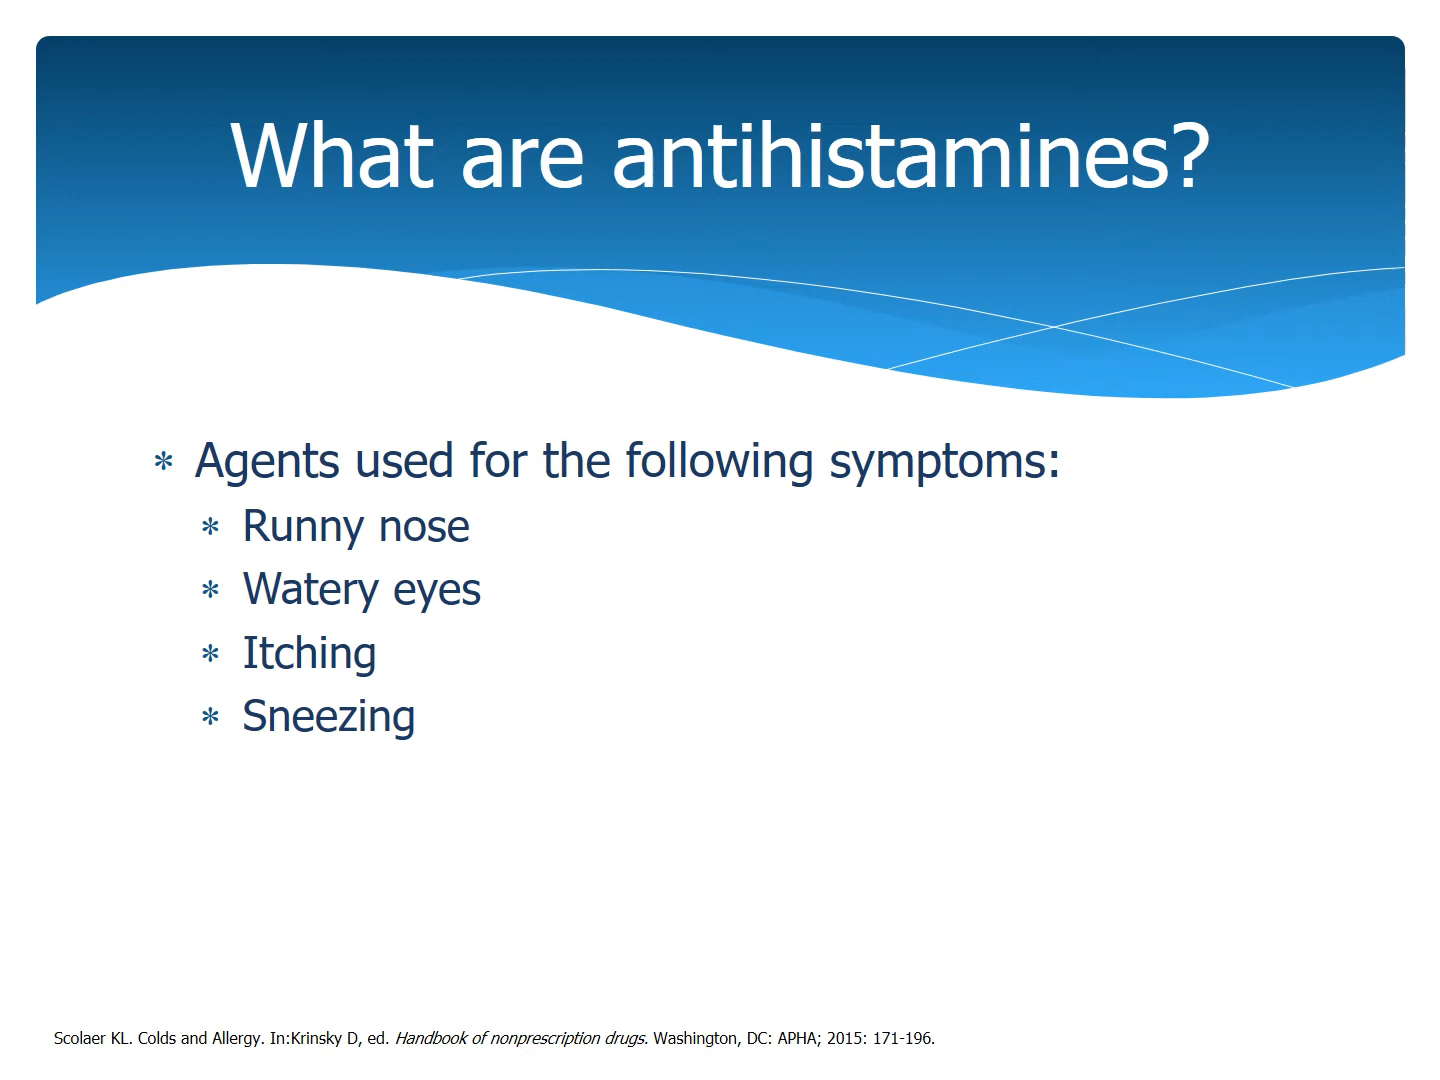 What are antihistamines?
* Agents used for the following symptoms:
* Runny nose
* Watery eyes
* Itching
* Sneezing
Scolaer KL. Colds and Allergy. In:Krinsky D, ed. Handbook of nonprescription drugs. Washington, DC: APHA; 2015: 171-196.